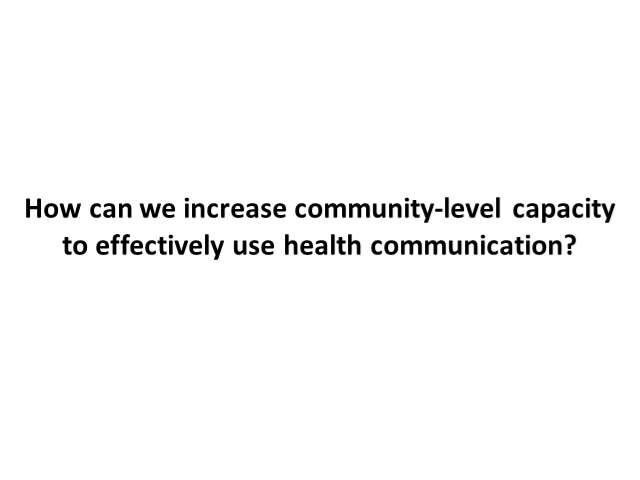 How can we increase community-level capacity
to effectively use health communication?